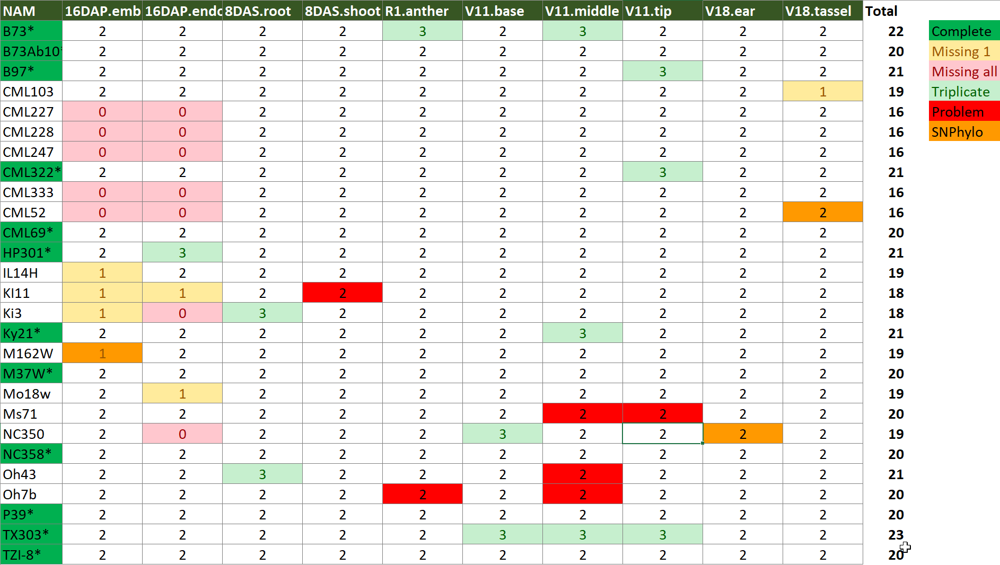 NAM 16DAP.emb 16DAP.endo 8DAS.root 8DAS.shoot R1.anther V11.base V11.middle V11.tip V18.ear V18.tassel Total
B73* 2 2 2 2 3 2 3 2 2 2 22 Complete
B73Ab10* 2 2 2 2 2 2 2 2 2 2 20 Missing 1
B97* 2 2 2 2 2 2 2 3 2 2 21 Missing all
CML103 2 2 2 2 2 2 2 2 2 1 19 Triplicate
CML227 0 0 2 2 2 2 2 2 2 2 16 Problem
CML228 0 0 2 2 2 2 2 2 2 2 16 SNPhylo
CML247 0 0 2 2 2 2 2 2 2 2 16
CML322* 2 2 2 2 2 2 2 3 2 2 21
CML333 0 0 2 2 2 2 2 2 2 2 16
CML52 0 0 2 2 2 2 2 2 2 2 16
CML69* 2 2 2 2 2 2 2 2 2 2 20
HP301* 2 3 2 2 2 2 2 2 2 2 21
IL14H 1 2 2 2 2 2 2 2 2 2 19
KI11 1 1 2 2 2 2 2 2 2 2 18
Ki3 1 0 3 2 2 2 2 2 2 2 18
Ky21* 2 2 2 2 2 2 3 2 2 2 21
M162W 1 2 2 2 2 2 2 2 2 2 19
M37W* 2 2 2 2 2 2 2 2 2 2 20
Mo18w 2 1 2 2 2 2 2 2 2 2 19
Ms71 2 2 2 2 2 2 2 2 2 2 20
NC350 2 0 2 2 2 3 2 2 2 2 19
NC358* 2 2 2 2 2 2 2 2 2 2 20
Oh43 2 2 3 2 2 2 2 2 2 2 21
Oh7b 2 2 2 2 2 2 2 2 2 2 20
P39* 2 2 2 2 2 2 2 2 2 2 20
TX303* 2 2 2 2 2 3 3 3 2 2 23
TZI-8* 2 2 2 2 2 2 2 2 2 2 20